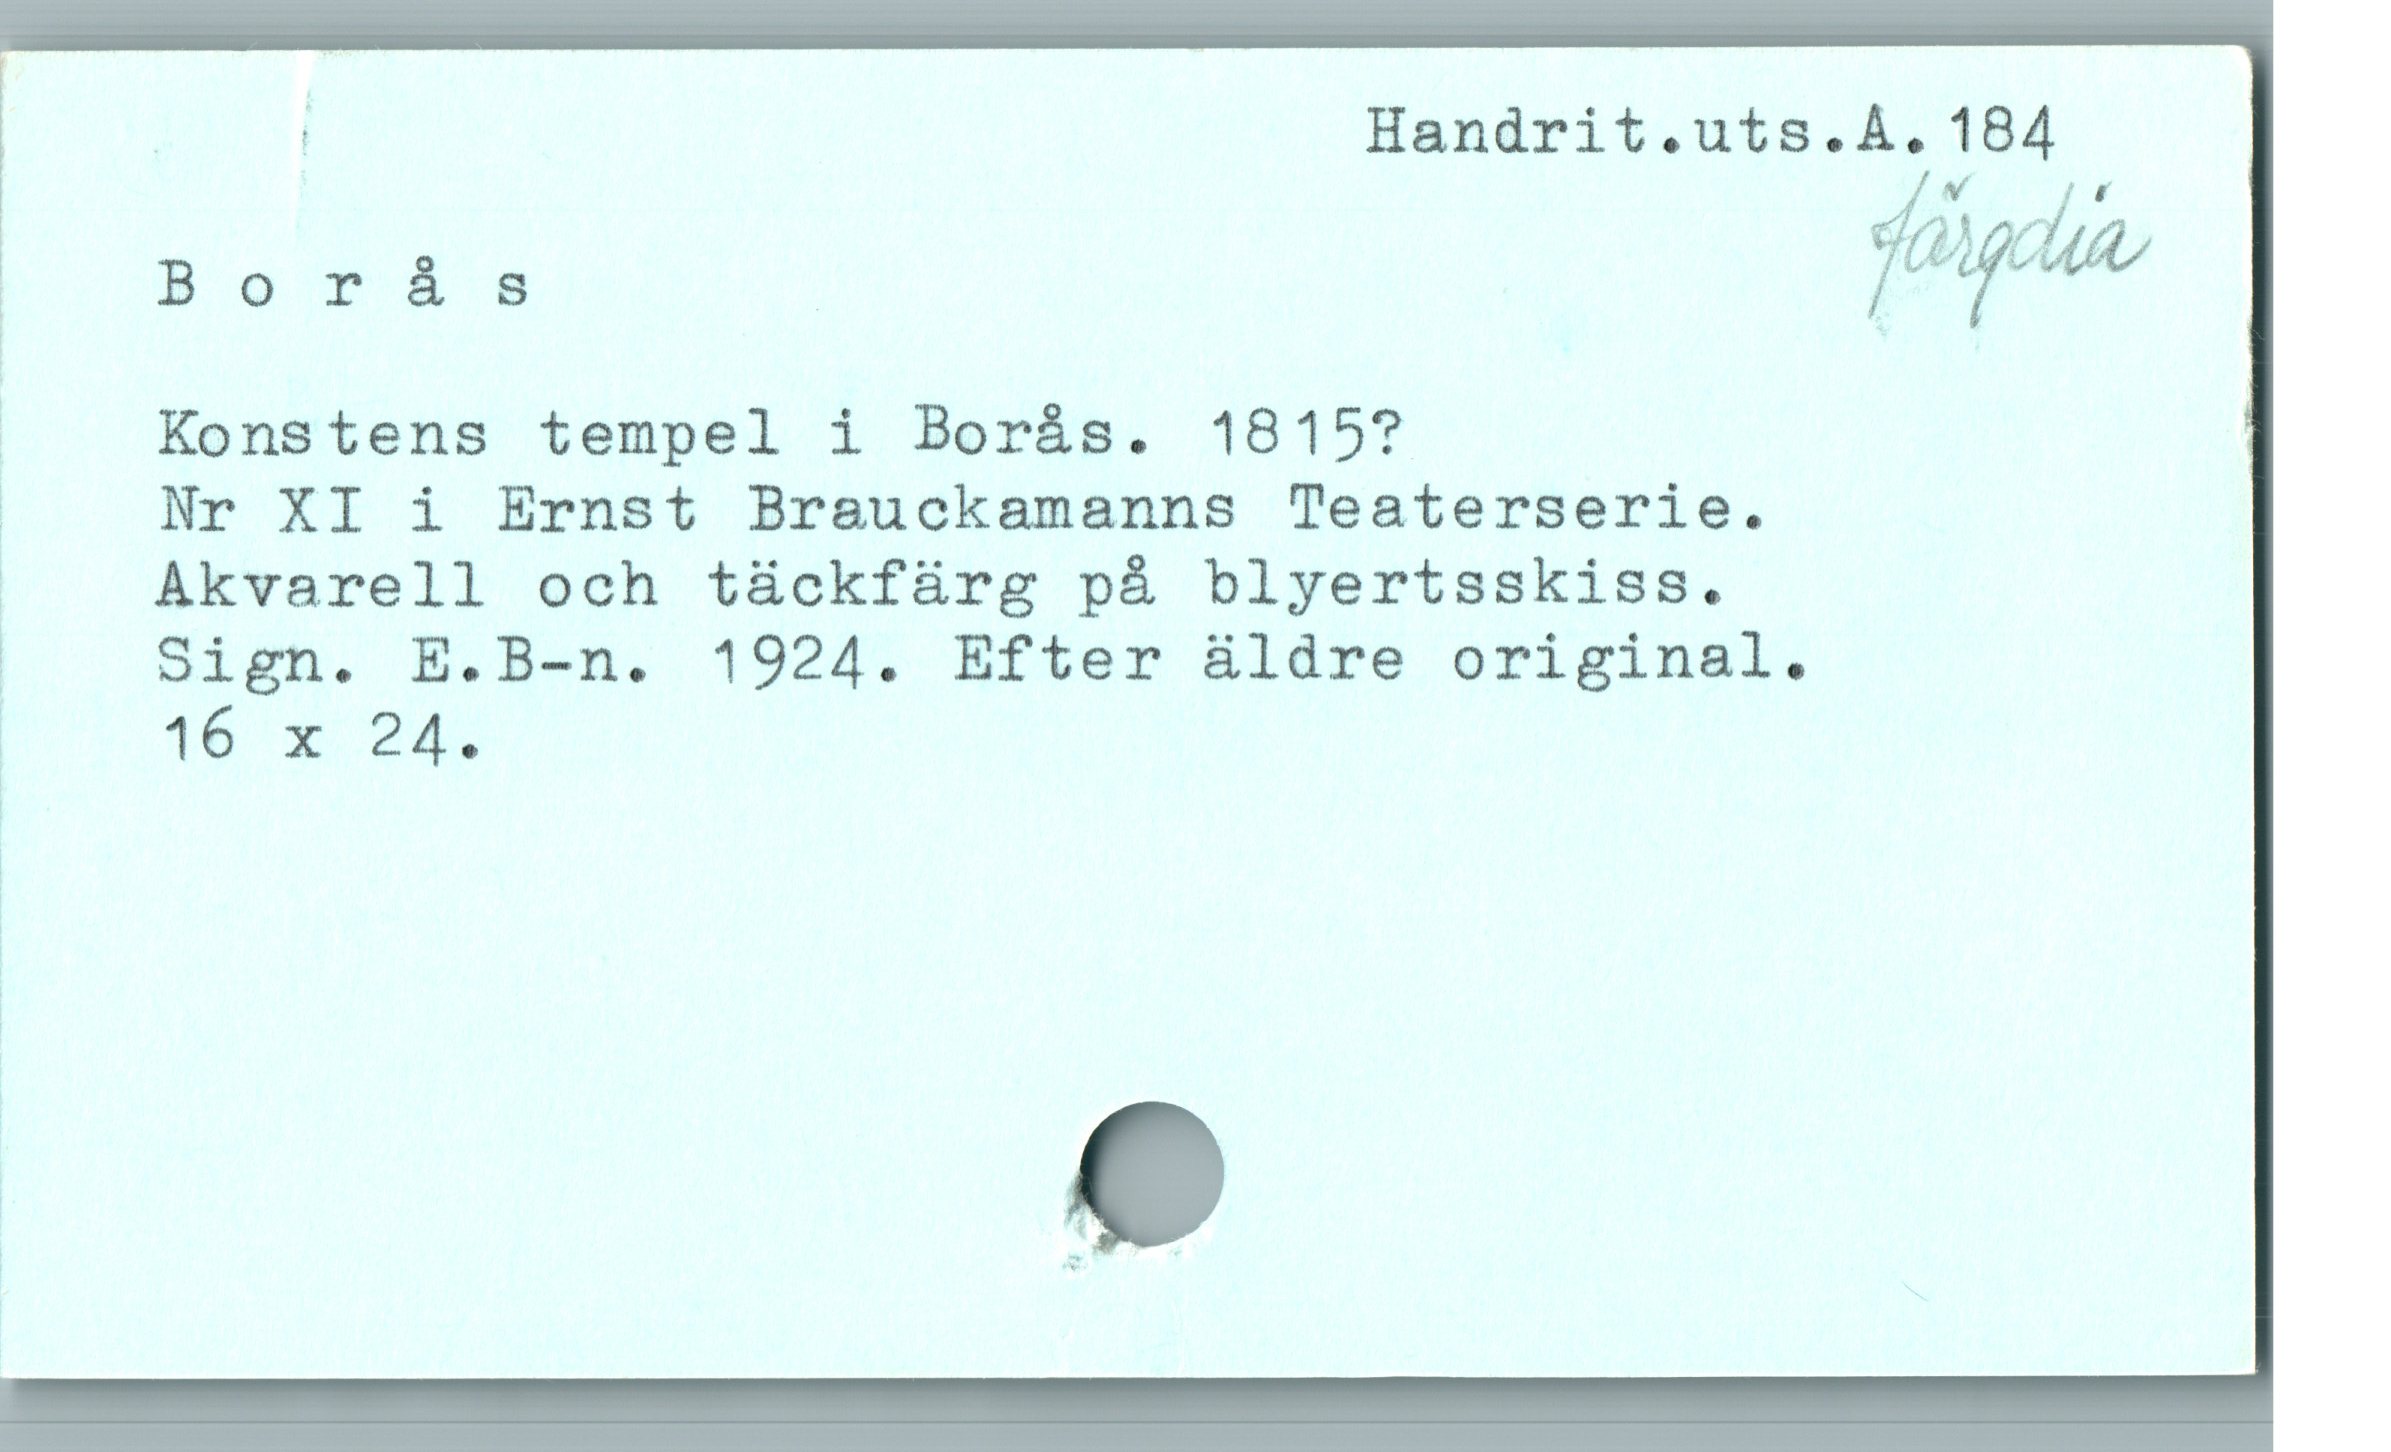 Handrit.uts.A.184
färgdia
B o r å s
Konstens tempel i Borås. 1815?
Nr XI i Ernst Brauckamanns Teaterserie.
Akvarell och täckfärg på blyertsskiss.
Sign. E.B-n. 1924. Efter äldre original.
16 x 24.